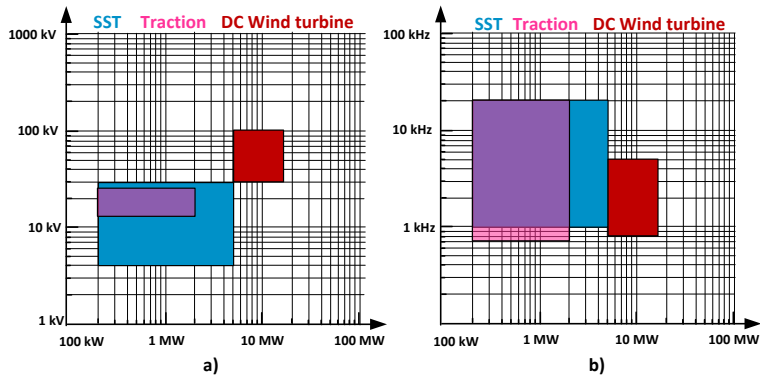 SST Traction DC Wind turbine
1000 kV
100 kV
10 kV
1 kV
100 kW 1 MW 10 MW 100 MW
a)
SST Traction DC Wind turbine
100 kHz
10 kHz
1 kHz
100 kW 1 MW 10 MW 100 MW
b)